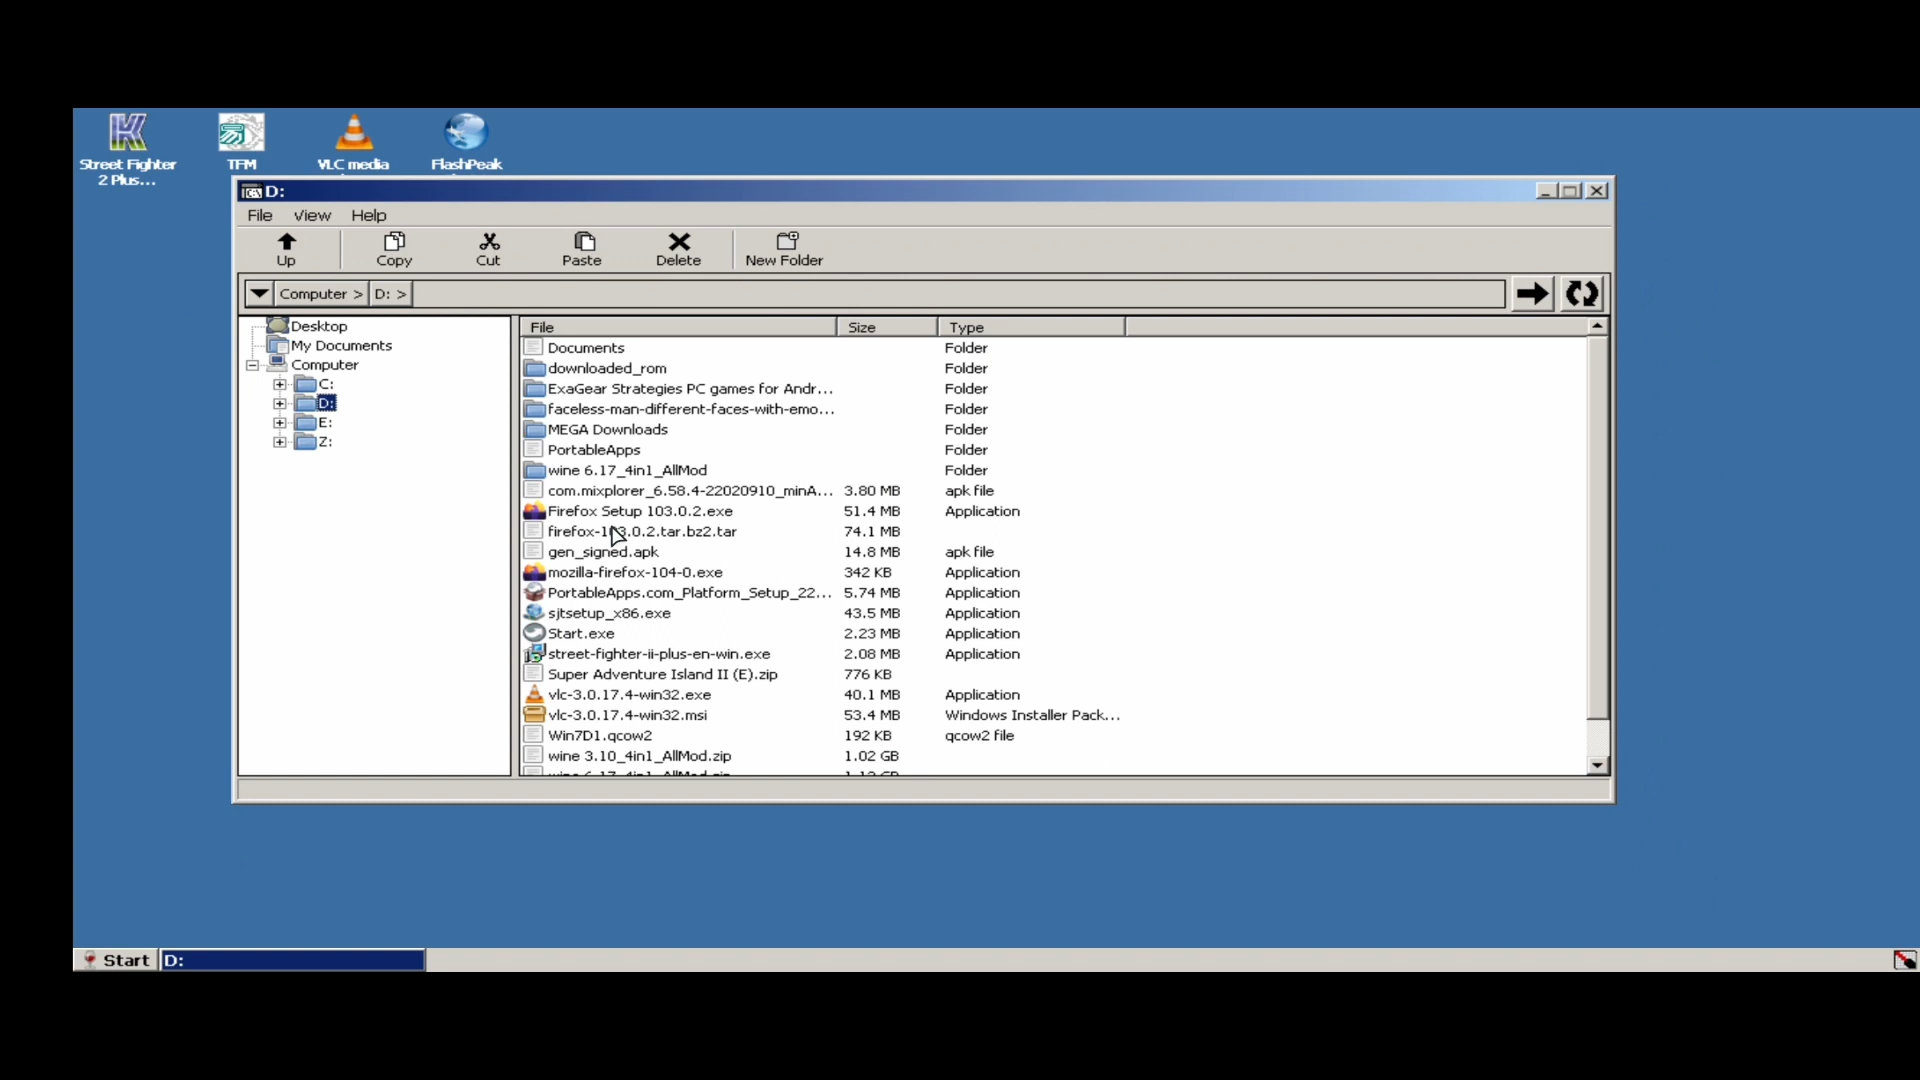 Street Fighter
2 Plus...
TFM
VLC media
FlashPeak
D:
File View Help
Up Copy Cut Paste Delete New Folder
Computer > D: >
Desktop
My Documents
Computer
C:
D:
E:
Z:
File Size Type
Documents Folder
downloaded_rom Folder
ExaGear Strategies PC games for Andr... Folder
faceless-man-different-faces-with-emo... Folder
MEGA Downloads Folder
PortableApps Folder
wine 6.17_4in1_AllMod Folder
com.mixplorer_6.58.4-22020910_minA... 3.80 MB apk file
Firefox Setup 103.0.2.exe 51.4 MB Application
firefox-103.0.2.tar.bz2.tar 74.1 MB
gen_signed.apk 14.8 MB apk file
mozilla-firefox-104-0.exe 342 KB Application
PortableApps.com_Platform_Setup_22... 5.74 MB Application
sjtsetup_x86.exe 43.5 MB Application
Start.exe 2.23 MB Application
street-fighter-ii-plus-en-win.exe 2.08 MB Application
Super Adventure Island II (E).zip 776 KB
vlc-3.0.17.4-win32.exe 40.1 MB Application
vlc-3.0.17.4-win32.msi 53.4 MB Windows Installer Pack...
Win7D1.qcow2 192 KB qcow2 file
wine 3.10_4in1_AllMod.zip 1.02 GB
Start D: